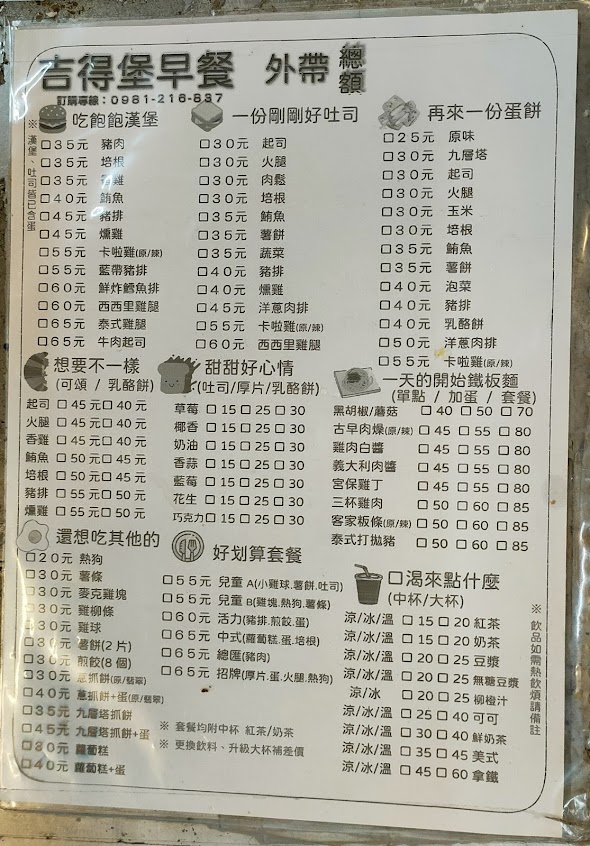 吉得堡早餐 外帶 總額
訂購專線:0981-216-837
吃飽飽漢堡
※漢堡、吐司皆已含蛋
□35元 豬肉
□35元 培根
□35元 香雞
□40元 鮪魚
□45元 豬排
□45元 燻雞
□55元 卡啦雞(原/辣)
□55元 藍帶豬排
□60元 鮮炸鱈魚排
□60元 西西里雞腿
□65元 泰式雞腿
□65元 牛肉起司
一份剛剛好吐司
□30元 起司
□30元 火腿
□30元 肉鬆
□30元 培根
□35元 鮪魚
□35元 薯餅
□35元 蔬菜
□40元 豬排
□40元 燻雞
□45元 洋蔥肉排
□55元 卡啦雞(原/辣)
□60元 西西里雞腿
再來一份蛋餅
□25元 原味
□30元 九層塔
□30元 起司
□30元 火腿
□30元 玉米
□30元 培根
□35元 鮪魚
□35元 薯餅
□40元 泡菜
□40元 豬排
□40元 乳酪餅
□50元 洋蔥肉排
□55元 卡啦雞(原/辣)
想要不一樣
(可頌 / 乳酪餅)
起司 □45元□40元
火腿 □45元□40元
香雞 □45元□40元
鮪魚 □50元□45元
培根 □50元□45元
豬排 □55元□50元
燻雞 □55元□50元
甜甜好心情
(吐司/厚片/乳酪餅)
草莓 □15□25□30
椰香 □15□25□30
奶油 □15□25□30
香蒜 □15□25□30
藍莓 □15□25□30
花生 □15□25□30
巧克力□15□25□30
一天的開始鐵板麵
(單點 / 加蛋 / 套餐)
黑胡椒/蘑菇 □40 □50 □70
古早肉燥(原/辣) □45 □55 □80
雞肉白醬 □45 □55 □80
義大利肉醬 □45 □55 □80
宮保雞丁 □45 □55 □80
三杯雞肉 □50 □60 □85
客家粄條(原/辣) □50 □60 □85
泰式打拋豬 □50 □60 □85
還想吃其他的
□20元 熱狗
□30元 薯條
□30元 麥克雞塊
□30元 雞柳條
□30元 雞球
□30元 薯餅(2片)
□30元 煎餃(8個)
□30元 蔥抓餅(原/翡翠)
□40元 蔥抓餅+蛋(原/翡翠)
□35元 九層塔抓餅
□45元 九層塔抓餅+蛋
□30元 蘿蔔糕
□40元 蘿蔔糕+蛋
好划算套餐
□55元 兒童A(小雞球.薯餅.吐司)
□55元 兒童B(雞塊.熱狗.薯條)
□60元 活力(豬排.煎餃.蛋)
□65元 中式(蘿蔔糕.蛋.培根)
□65元 總匯(豬肉)
□65元 招牌(厚片.蛋.火腿.熱狗)
※ 套餐均附中杯 紅茶/奶茶
※ 更換飲料、升級大杯補差價
口渴來點什麼
(中杯/大杯)
涼/冰/溫 □15□20 紅茶
涼/冰/溫 □15□20 奶茶
涼/冰/溫 □20□25 豆漿
涼/冰/溫 □20□25 無糖豆漿
涼/冰 □20□25 柳橙汁
涼/冰/溫 □25□40 可可
涼/冰/溫 □30□40 鮮奶茶
涼/冰/溫 □35□45 美式
涼/冰/溫 □45□60 拿鐵
※飲品如需熱飲煩請備註